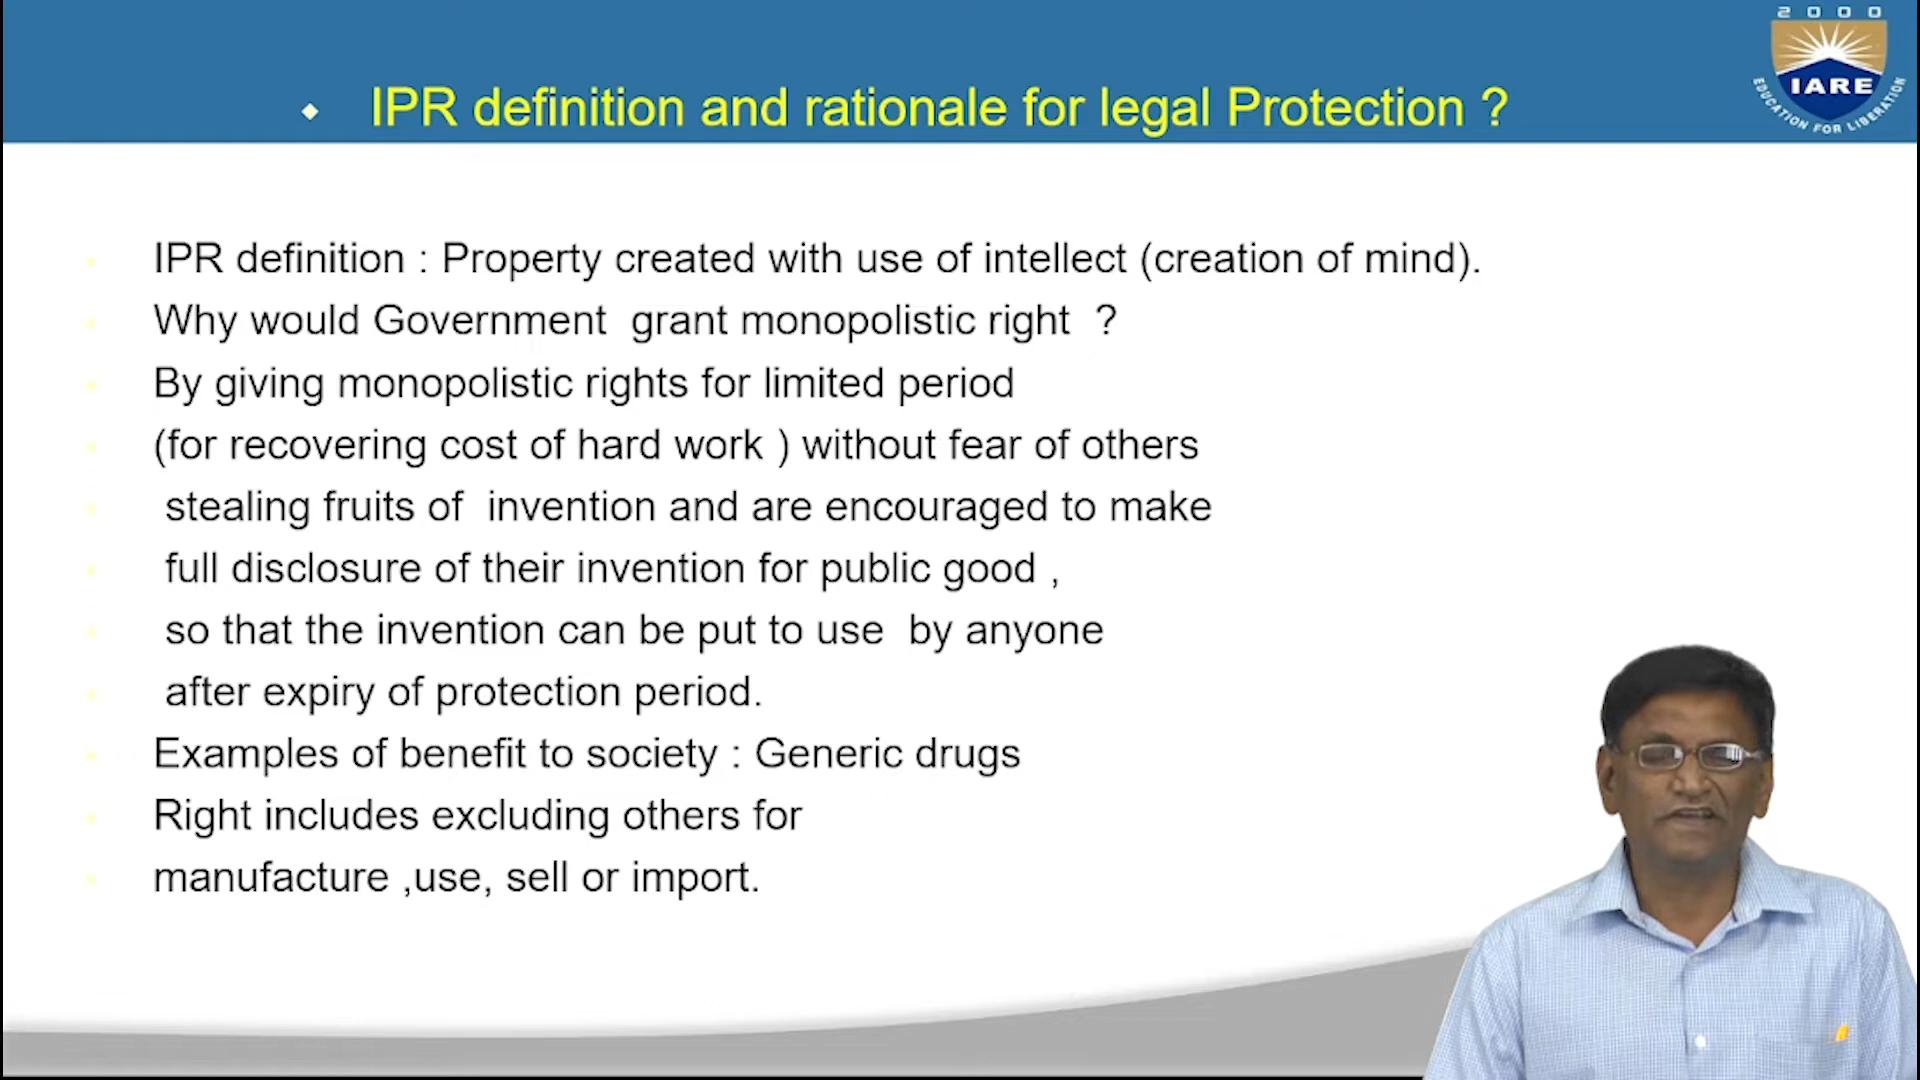 2 0 0 0
IARE
EDUCATION FOR LIBERATION
IPR definition and rationale for legal Protection ?
IPR definition : Property created with use of intellect (creation of mind).
Why would Government grant monopolistic right ?
By giving monopolistic rights for limited period
(for recovering cost of hard work ) without fear of others
stealing fruits of invention and are encouraged to make
full disclosure of their invention for public good ,
so that the invention can be put to use by anyone
after expiry of protection period.
Examples of benefit to society : Generic drugs
Right includes excluding others for
manufacture ,use, sell or import.